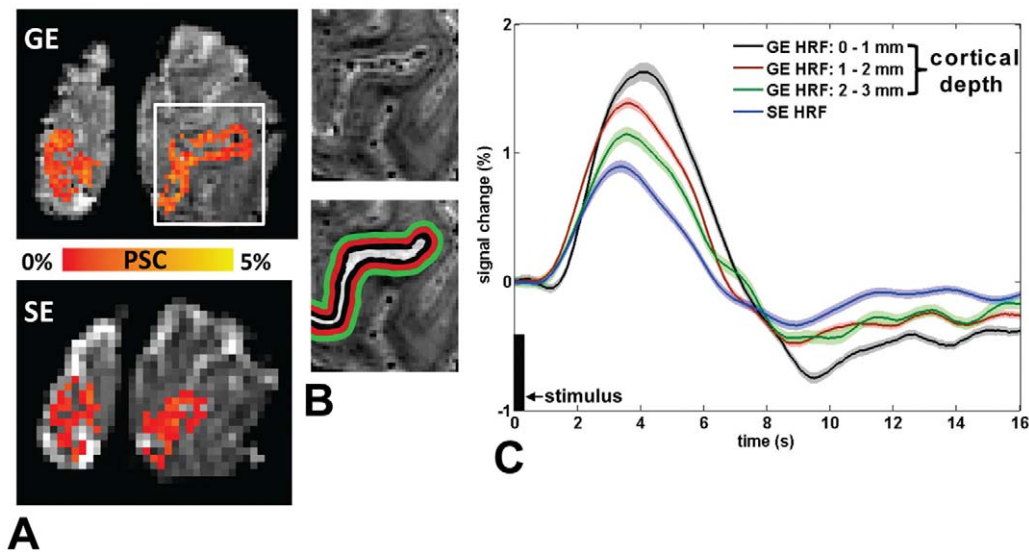 GE
0% PSC 5%
SE
A
B
C
2
1
0
-1
signal change (%)
GE HRF: 0 - 1 mm
GE HRF: 1 - 2 mm
GE HRF: 2 - 3 mm
SE HRF
cortical
depth
stimulus
0 2 4 6 8 10 12 14 16
time (s)